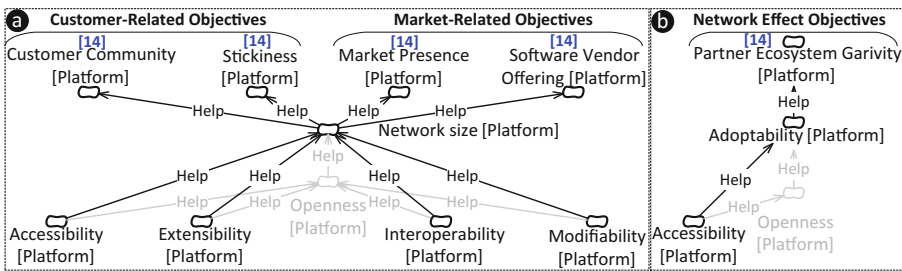 a Customer-Related Objectives Market-Related Objectives b Network Effect Objectives
[14] [14] [14] [14] [14]
Customer Community Stickiness Market Presence Software Vendor Partner Ecosystem Garivity
[Platform] [Platform] [Platform] Offering [Platform] [Platform]
Help Help Help Help Help
Network size [Platform] Adoptability [Platform]
Help Help
Help Help Help Help Help
Help Help Help Help Help
Openness
[Platform]
Openness
[Platform]
Accessibility Extensibility Interoperability Modifiability Accessibility
[Platform] [Platform] [Platform] [Platform] [Platform]